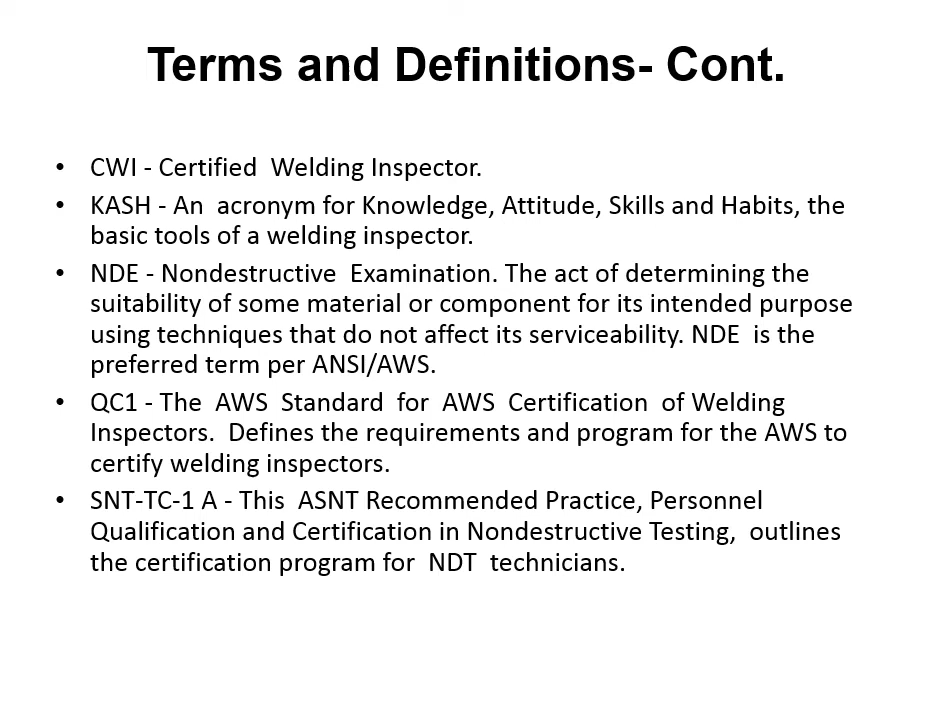 Terms and Definitions- Cont.
• CWI - Certified Welding Inspector.
• KASH - An acronym for Knowledge, Attitude, Skills and Habits, the
basic tools of a welding inspector.
• NDE - Nondestructive Examination. The act of determining the
suitability of some material or component for its intended purpose
using techniques that do not affect its serviceability. NDE is the
preferred term per ANSI/AWS.
• QC1 - The AWS Standard for AWS Certification of Welding
Inspectors. Defines the requirements and program for the AWS to
certify welding inspectors.
• SNT-TC-1 A - This ASNT Recommended Practice, Personnel
Qualification and Certification in Nondestructive Testing, outlines
the certification program for NDT technicians.